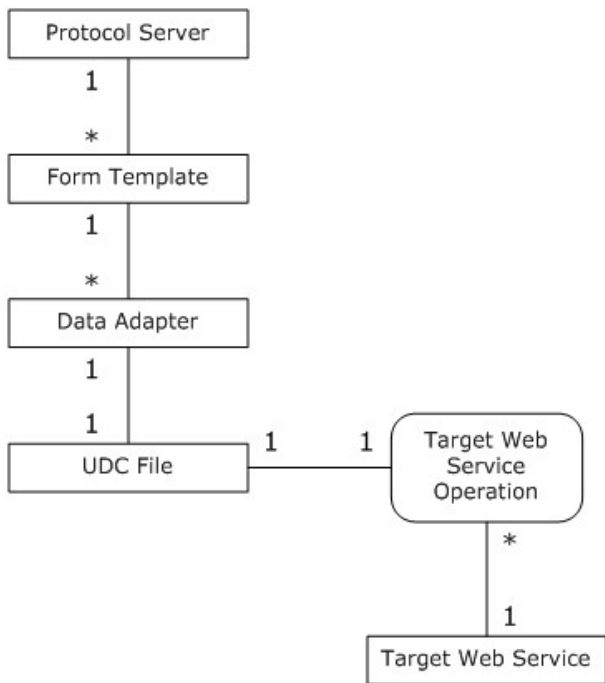 Protocol Server
1
*
Form Template
1
*
Data Adapter
1
1
UDC File
1
1
Target Web
Service
Operation
*
1
Target Web Service